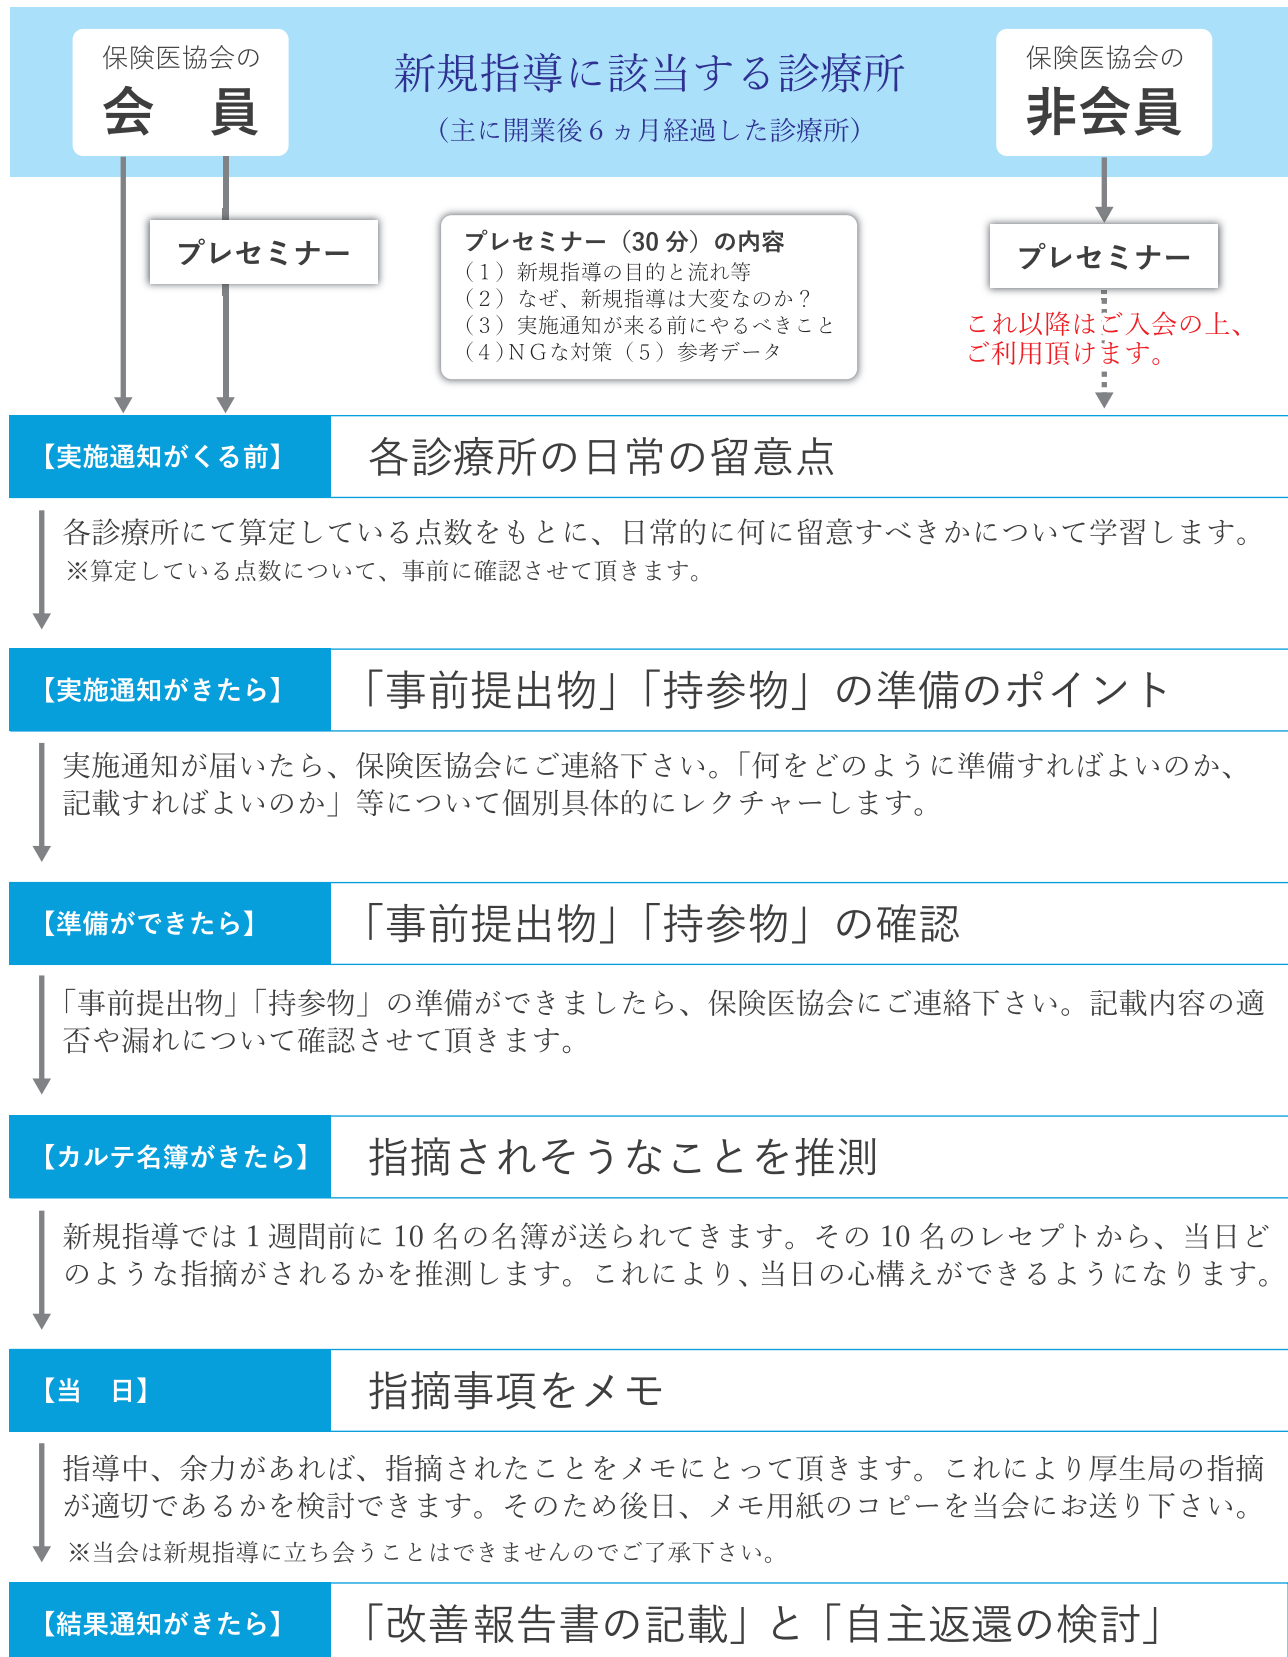 保険医協会の
会　員
新規指導に該当する診療所
（主に開業後６ヵ月経過した診療所）
保険医協会の
非会員
プレセミナー
プレセミナー（30 分）の内容
（１）新規指導の目的と流れ等
（２）なぜ、新規指導は大変なのか？
（３）実施通知が来る前にやるべきこと
（４）ＮＧな対策（５）参考データ
プレセミナー
これ以降はご入会の上、
ご利用頂けます。
【実施通知がくる前】
各診療所の日常の留意点
各診療所にて算定している点数をもとに、日常的に何に留意すべきかについて学習します。
※算定している点数について、事前に確認させて頂きます。
【実施通知がきたら】
「事前提出物」「持参物」の準備のポイント
実施通知が届いたら、保険医協会にご連絡下さい。「何をどのように準備すればよいのか、
記載すればよいのか」等について個別具体的にレクチャーします。
【準備ができたら】
「事前提出物」「持参物」の確認
「事前提出物」「持参物」の準備ができましたら、保険医協会にご連絡下さい。記載内容の適
否や漏れについて確認させて頂きます。
【カルテ名簿がきたら】
指摘されそうなことを推測
新規指導では 1 週間前に 10 名の名簿が送られてきます。その 10 名のレセプトから、当日ど
のような指摘がされるかを推測します。これにより、当日の心構えができるようになります。
【当　日】
指摘事項をメモ
指導中、余力があれば、指摘されたことをメモにとって頂きます。これにより厚生局の指摘
が適切であるかを検討できます。そのため後日、メモ用紙のコピーを当会にお送り下さい。
※当会は新規指導に立ち会うことはできませんのでご了承下さい。
【結果通知がきたら】
「改善報告書の記載」と「自主返還の検討」